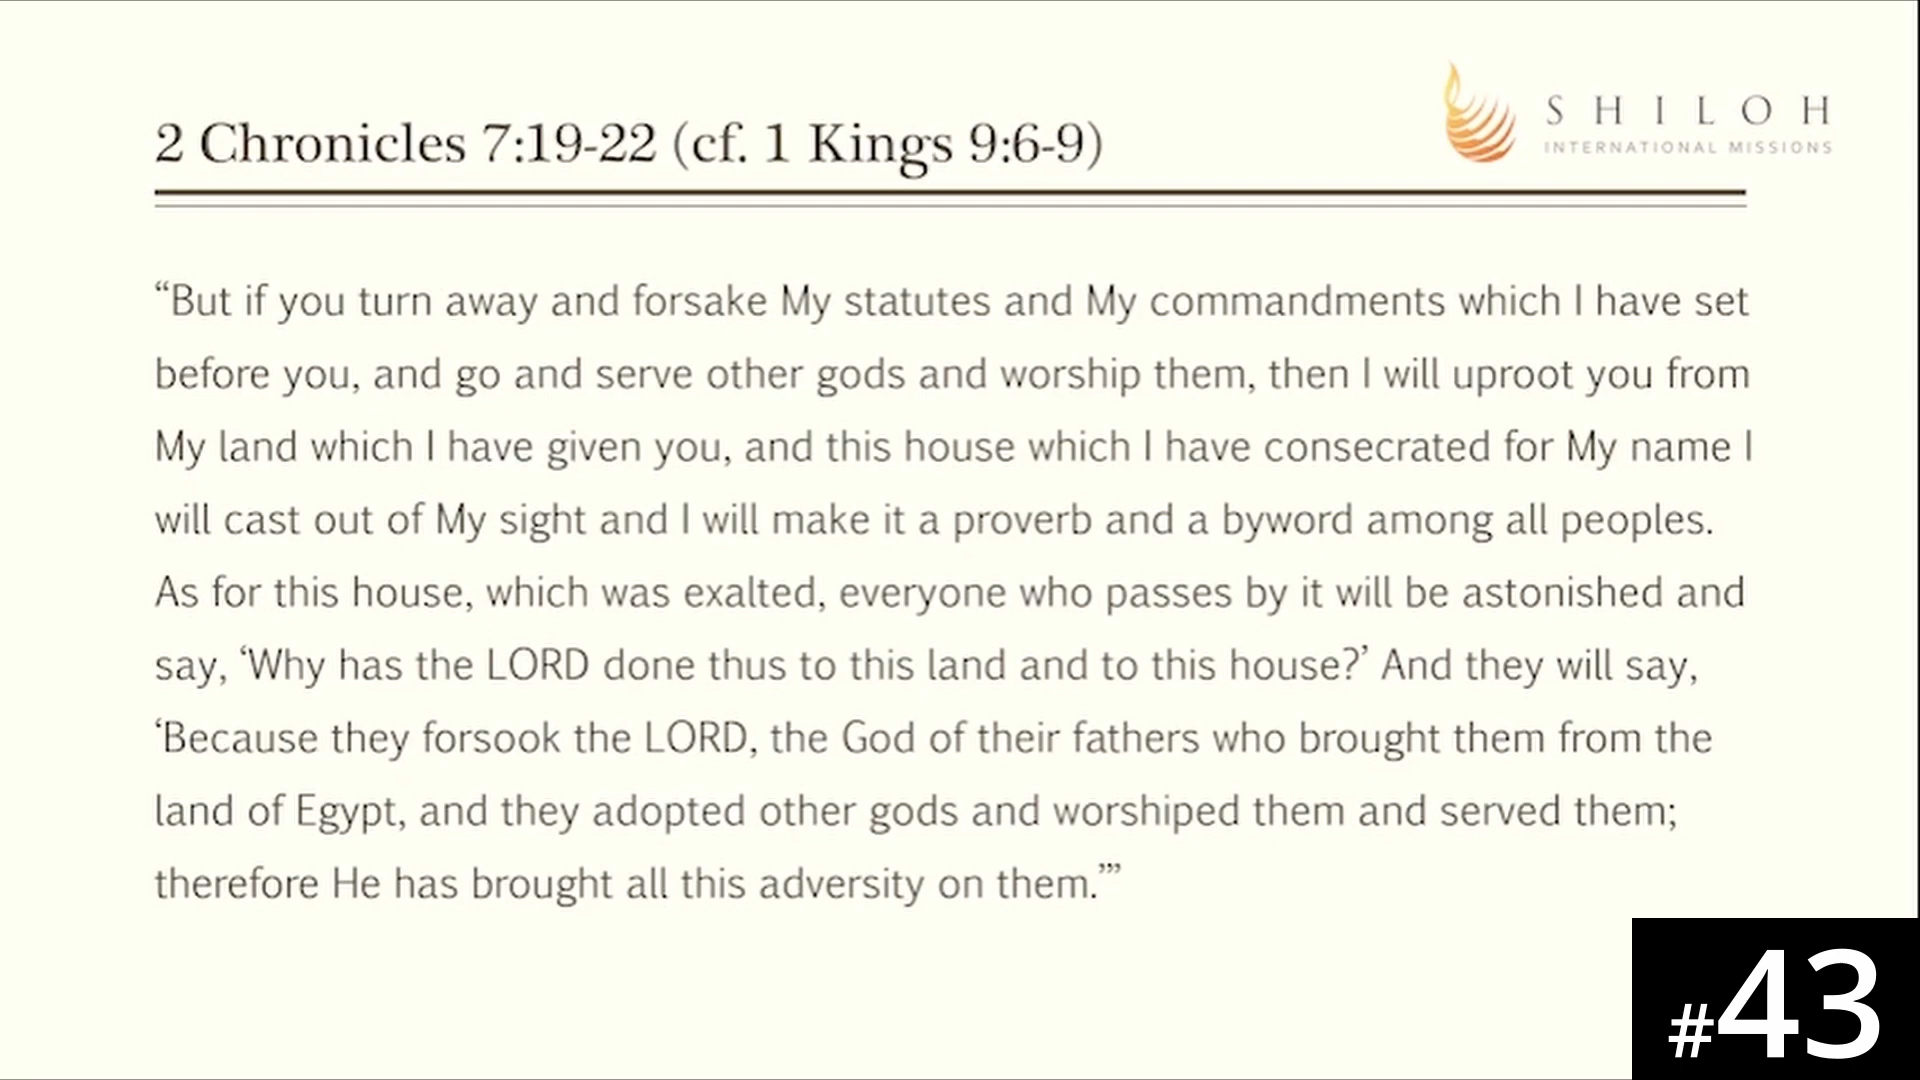 2 Chronicles 7:19-22 (cf. 1 Kings 9:6-9)
SHILOH
INTERNATIONAL MISSIONS
“But if you turn away and forsake My statutes and My commandments which I have set
before you, and go and serve other gods and worship them, then I will uproot you from
My land which I have given you, and this house which I have consecrated for My name I
will cast out of My sight and I will make it a proverb and a byword among all peoples.
As for this house, which was exalted, everyone who passes by it will be astonished and
say, ‘Why has the LORD done thus to this land and to this house?’ And they will say,
‘Because they forsook the LORD, the God of their fathers who brought them from the
land of Egypt, and they adopted other gods and worshiped them and served them;
therefore He has brought all this adversity on them.’”
#43